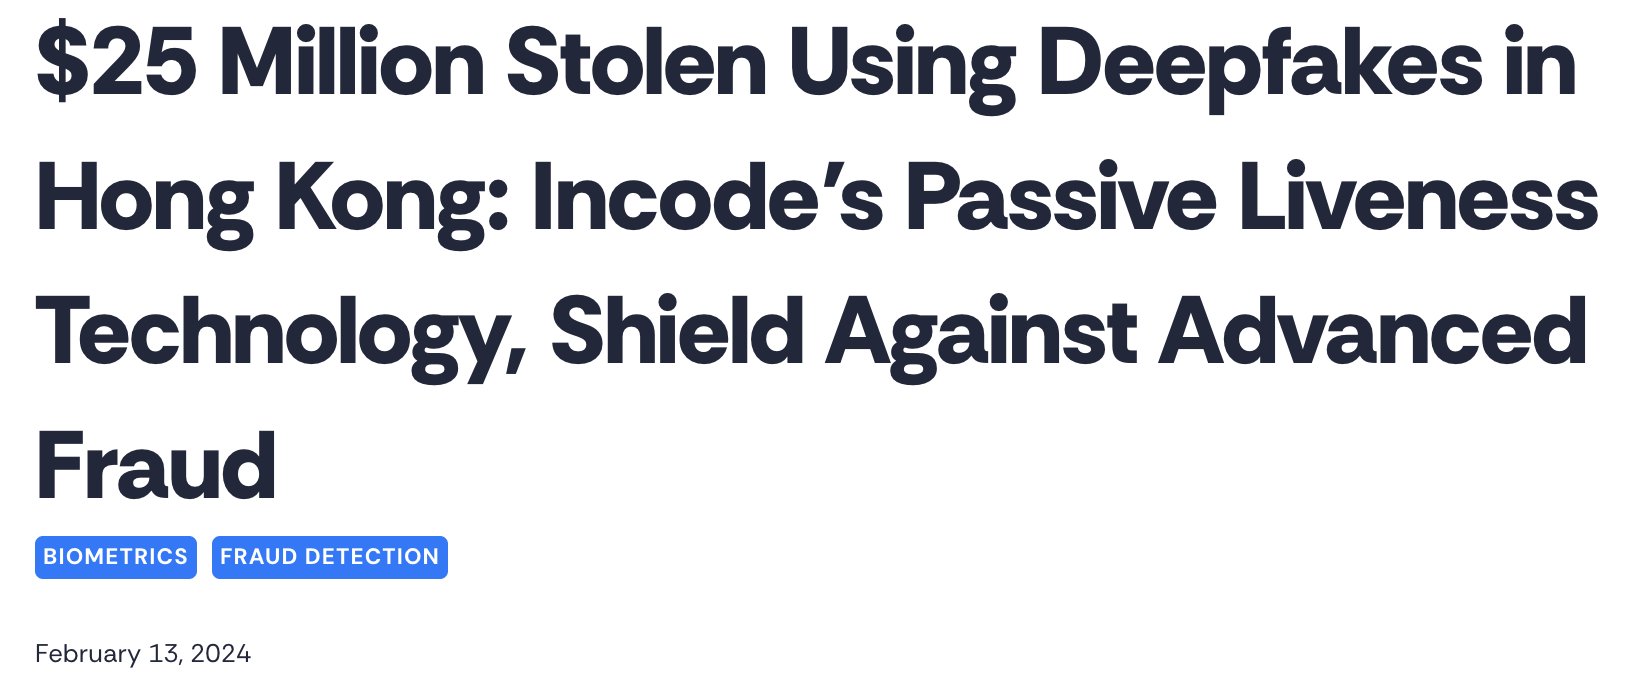 $25 Million Stolen Using Deepfakes in
Hong Kong: Incode’s Passive Liveness
Technology, Shield Against Advanced
Fraud
BIOMETRICS FRAUD DETECTION
February 13, 2024